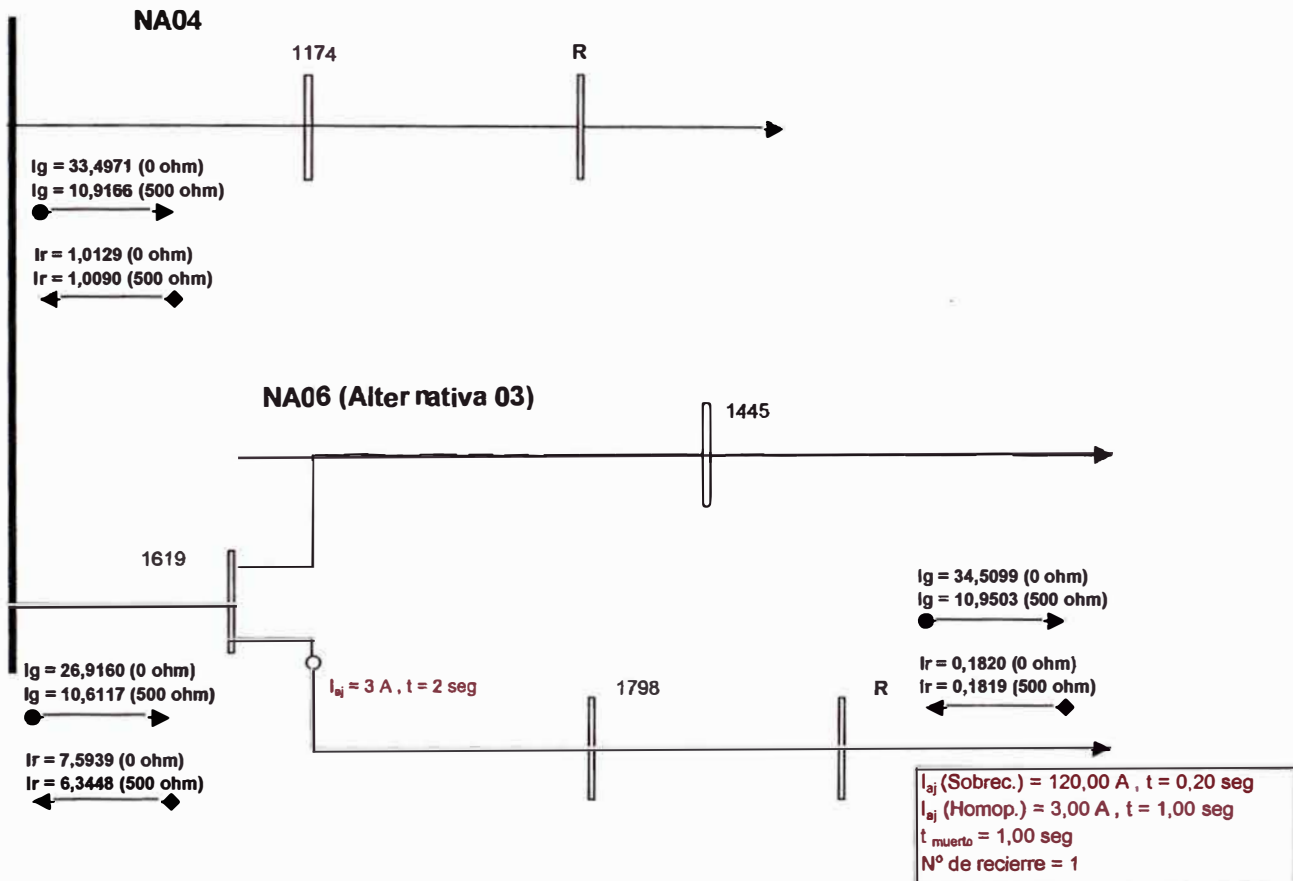 NA04
1174
R
Ig = 33,4971 (0 ohm)
Ig = 10,9166 (500 ohm)
Ir = 1,0129 (0 ohm)
Ir = 1,0090 (500 ohm)
NA06 (Alternativa 03)
1445
1619
Ig = 34,5099 (0 ohm)
Ig = 10,9503 (500 ohm)
Ig = 26,9160 (0 ohm)
Ig = 10,6117 (500 ohm)
Iaj = 3 A , t = 2 seg
1798
R
Ir = 0,1820 (0 ohm)
Ir = 0,1819 (500 ohm)
Ir = 7,5939 (0 ohm)
Ir = 6,3448 (500 ohm)
Iaj (Sobrec.) = 120,00 A , t = 0,20 seg
Iaj (Homop.) = 3,00 A , t = 1,00 seg
t muerto = 1,00 seg
Nº de recierre = 1